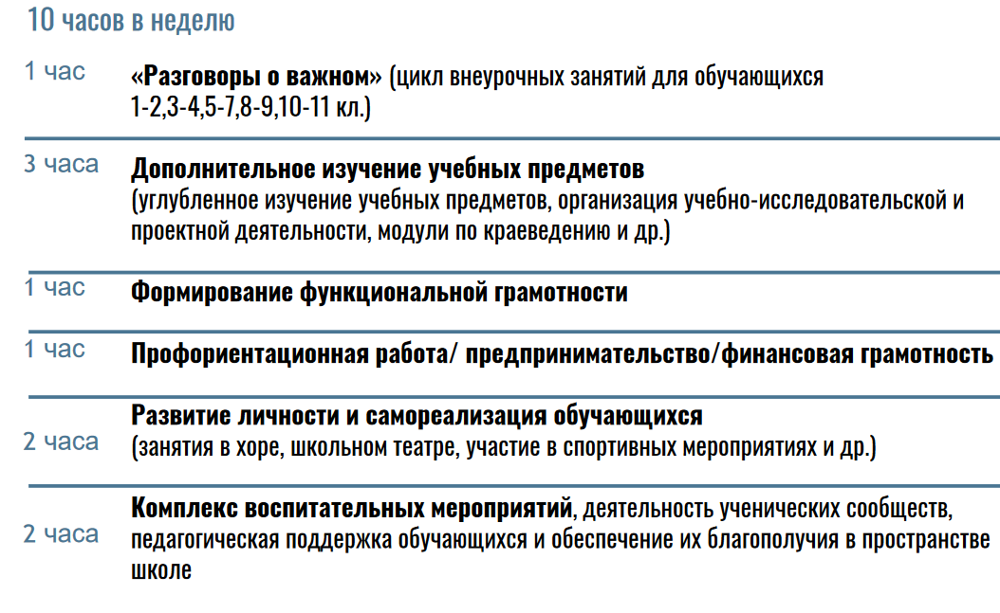 10 часов в неделю
1 час
«Разговоры о важном» (цикл внеурочных занятий для обучающихся
1-2,3-4,5-7,8-9,10-11 кл.)
3 часа
Дополнительное изучение учебных предметов
(углубленное изучение учебных предметов, организация учебно-исследовательской и
проектной деятельности, модули по краеведению и др.)
1 час
Формирование функциональной грамотности
1 час
Профориентационная работа/ предпринимательство/финансовая грамотность
2 часа
Развитие личности и самореализация обучающихся
(занятия в хоре, школьном театре, участие в спортивных мероприятиях и др.)
2 часа
Комплекс воспитательных мероприятий, деятельность ученических сообществ,
педагогическая поддержка обучающихся и обеспечение их благополучия в пространстве
школе